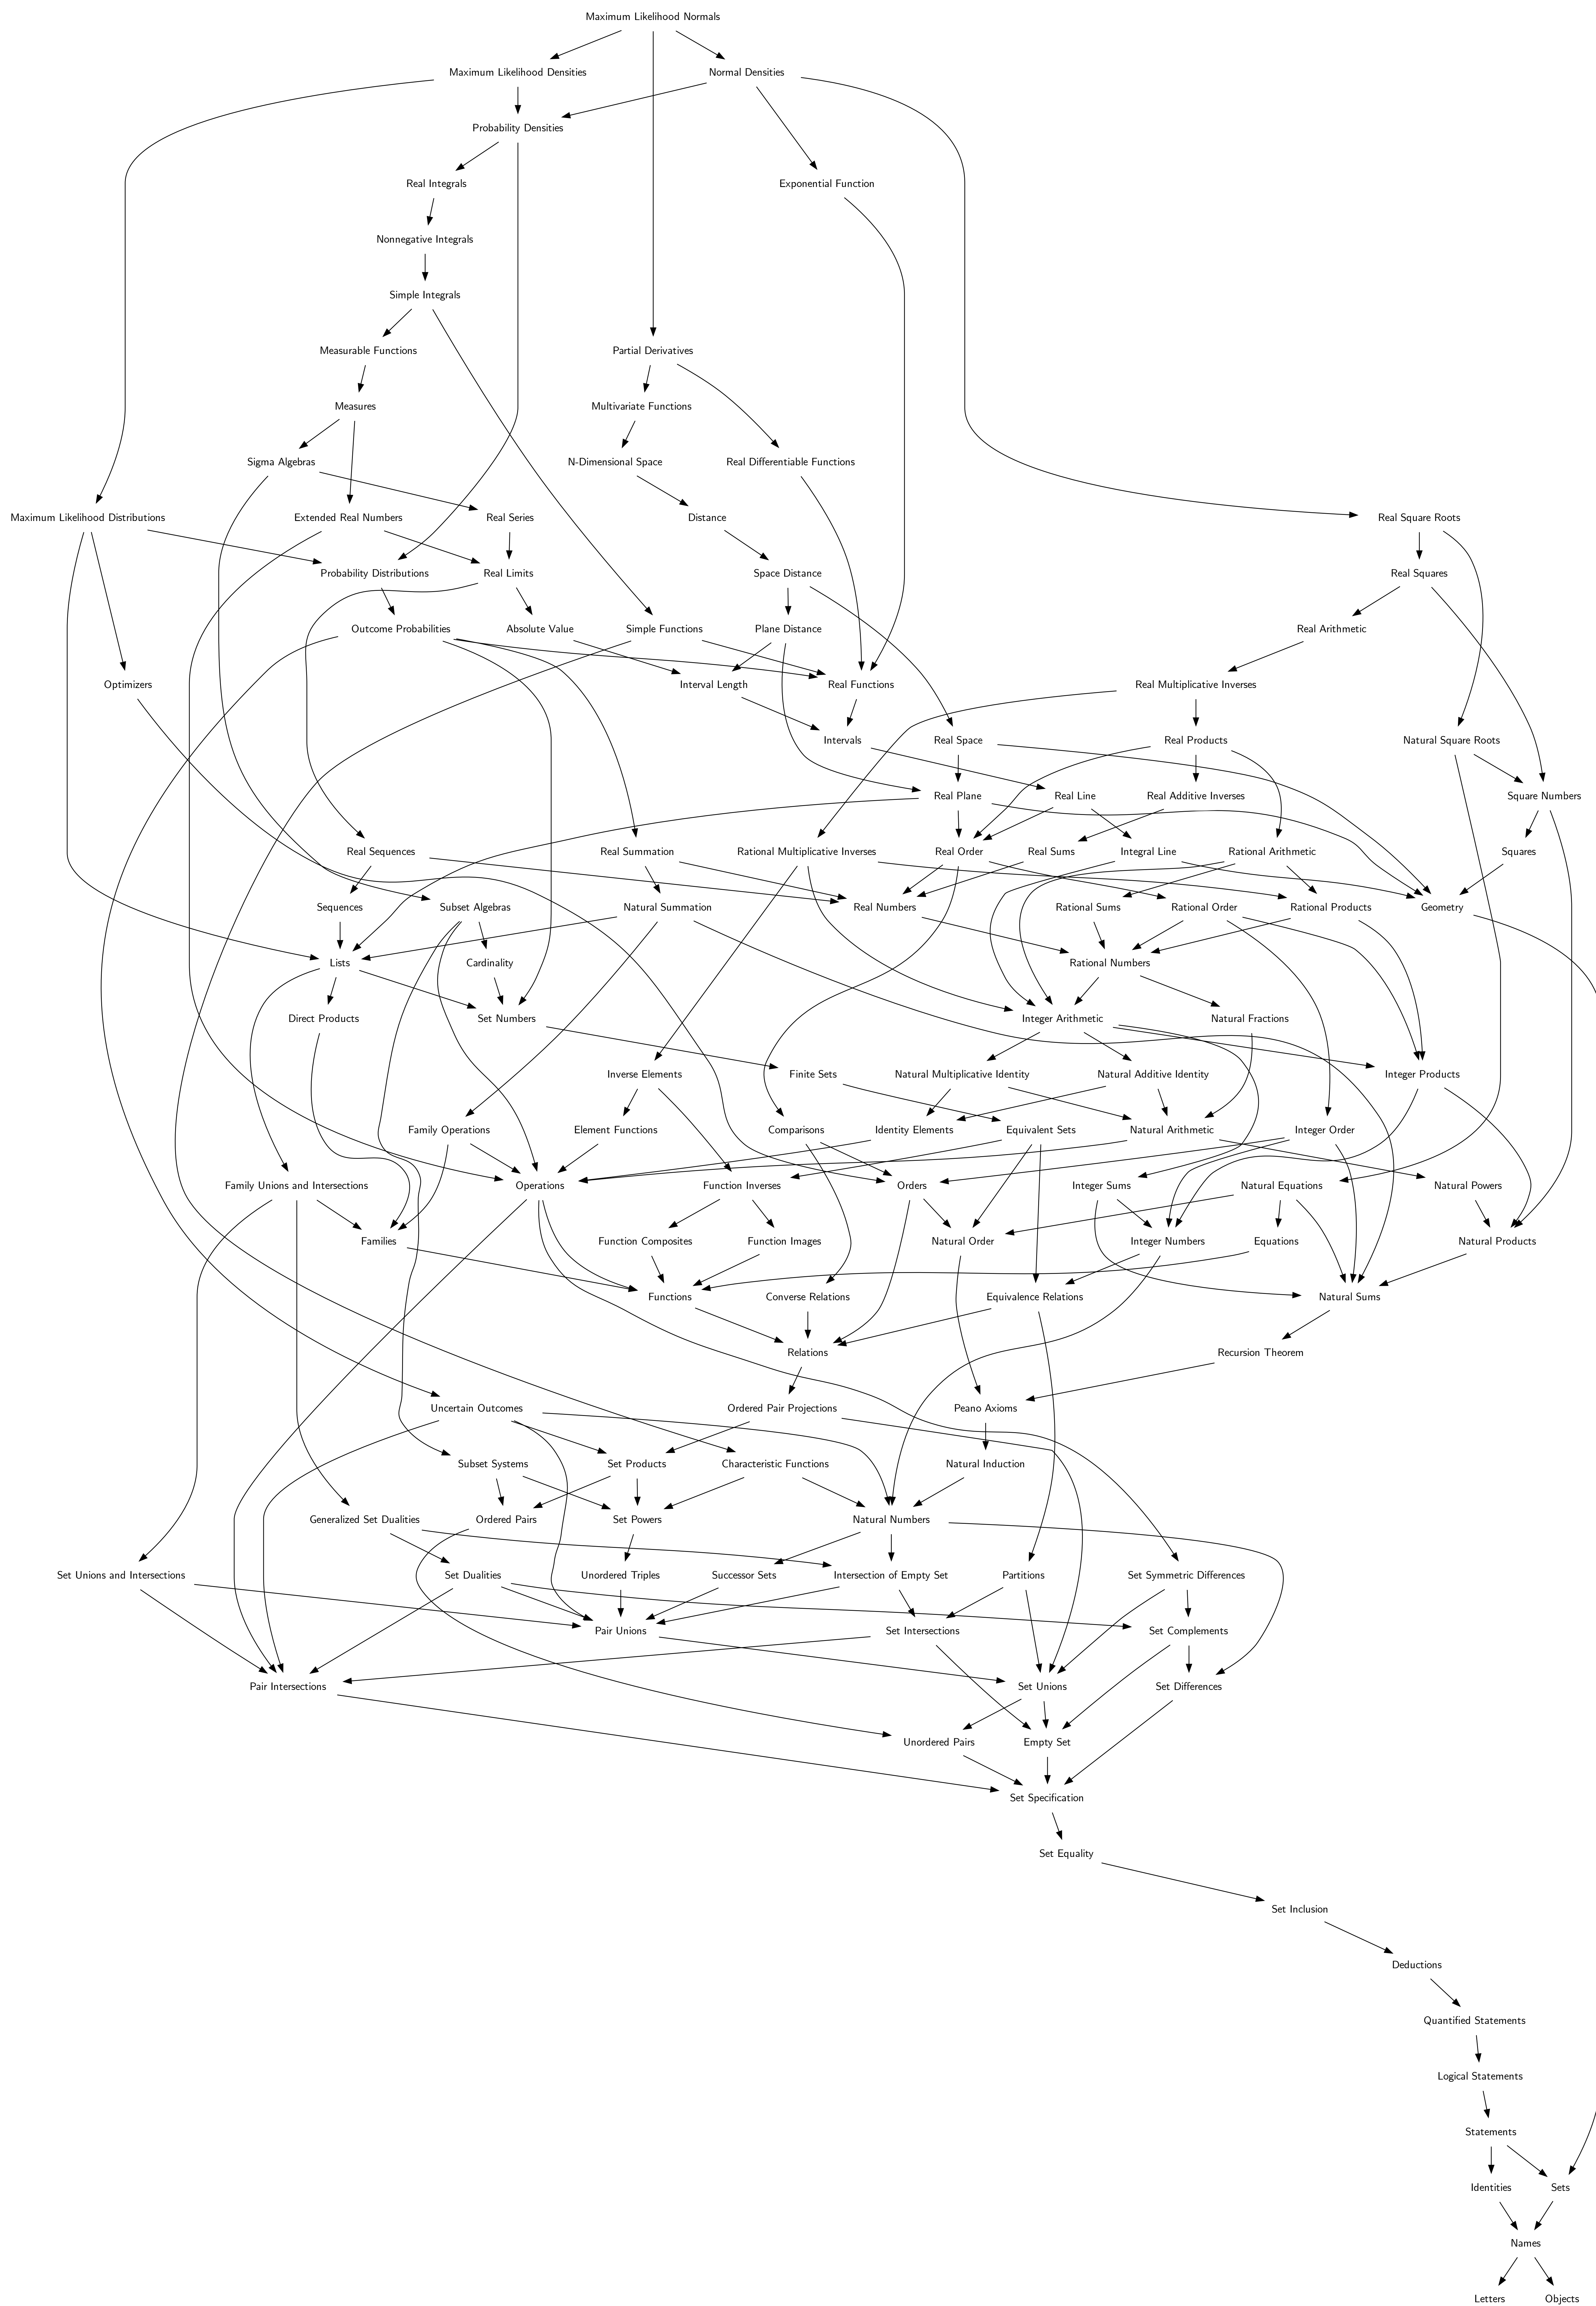 Maximum Likelihood Normals
Maximum Likelihood Densities
Normal Densities
Probability Densities
Real Integrals
Exponential Function
Nonnegative Integrals
Simple Integrals
Measurable Functions
Partial Derivatives
Measures
Multivariate Functions
Sigma Algebras
N-Dimensional Space
Real Differentiable Functions
Maximum Likelihood Distributions
Extended Real Numbers
Real Series
Distance
Real Square Roots
Probability Distributions
Real Limits
Space Distance
Real Squares
Outcome Probabilities
Absolute Value
Simple Functions
Plane Distance
Real Arithmetic
Optimizers
Interval Length
Real Functions
Real Multiplicative Inverses
Intervals
Real Space
Real Products
Natural Square Roots
Real Plane
Real Line
Real Additive Inverses
Square Numbers
Real Sequences
Real Summation
Rational Multiplicative Inverses
Real Order
Real Sums
Integral Line
Rational Arithmetic
Squares
Sequences
Subset Algebras
Natural Summation
Real Numbers
Rational Sums
Rational Order
Rational Products
Geometry
Lists
Cardinality
Rational Numbers
Direct Products
Set Numbers
Integer Arithmetic
Natural Fractions
Inverse Elements
Finite Sets
Natural Multiplicative Identity
Natural Additive Identity
Integer Products
Family Operations
Element Functions
Comparisons
Identity Elements
Equivalent Sets
Natural Arithmetic
Integer Order
Family Unions and Intersections
Operations
Function Inverses
Orders
Integer Sums
Natural Equations
Natural Powers
Families
Function Composites
Function Images
Natural Order
Integer Numbers
Equations
Natural Products
Functions
Converse Relations
Equivalence Relations
Natural Sums
Relations
Recursion Theorem
Uncertain Outcomes
Ordered Pair Projections
Peano Axioms
Subset Systems
Set Products
Characteristic Functions
Natural Induction
Generalized Set Dualities
Ordered Pairs
Set Powers
Natural Numbers
Set Unions and Intersections
Set Dualities
Unordered Triples
Successor Sets
Intersection of Empty Set
Partitions
Set Symmetric Differences
Pair Unions
Set Intersections
Set Complements
Pair Intersections
Set Unions
Set Differences
Unordered Pairs
Empty Set
Set Specification
Set Equality
Set Inclusion
Deductions
Quantified Statements
Logical Statements
Statements
Identities
Sets
Names
Letters
Objects